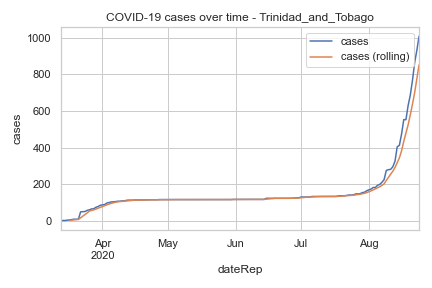 COVID-19 cases over time - Trinidad_and_Tobago
cases
cases (rolling)
1000
800
600
400
200
0
cases
Apr
2020
May
Jun
Jul
Aug
dateRep